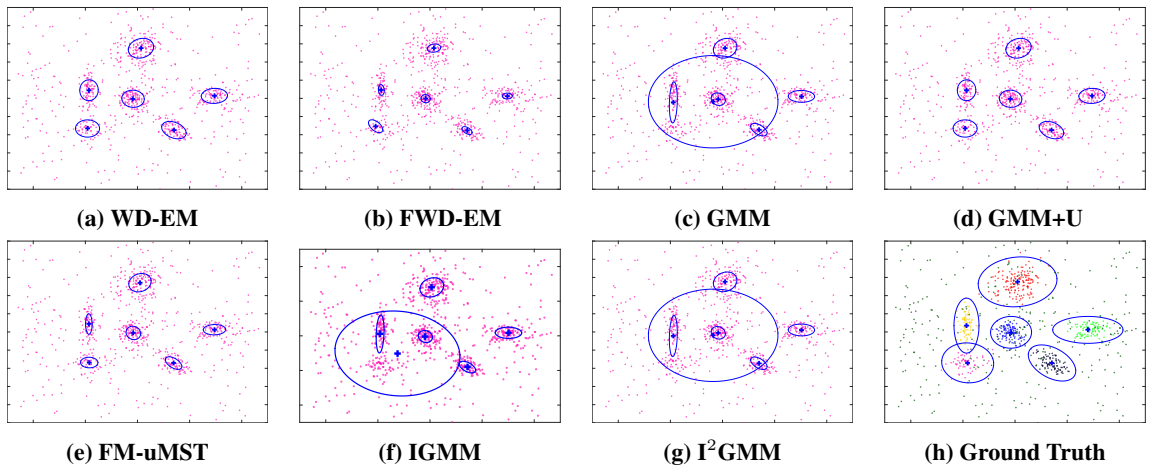 (a) WD-EM
(b) FWD-EM
(c) GMM
(d) GMM+U
(e) FM-uMST
(f) IGMM
(g) I²GMM
(h) Ground Truth